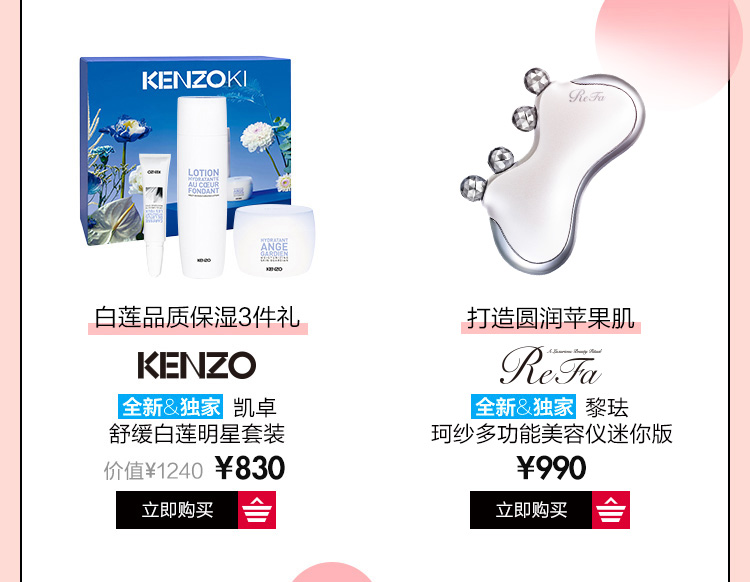 KENZOKI
LOTION
HYDRATANTE
AU CŒUR
FONDANT
KENZO
HYDRATANT
ANGE
GARDIEN
KENZO
ReFa
白莲品质保湿3件礼
KENZO
全新&独家 凯卓
舒缓白莲明星套装
价值¥1240 ¥830
立即购买
打造圆润苹果肌
A Luxurious Beauty Ritual
ReFa
全新&独家 黎珐
珂纱多功能美容仪迷你版
¥990
立即购买